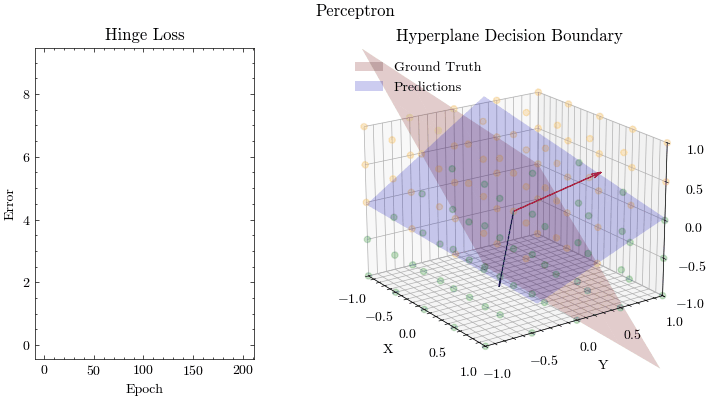 Perceptron
Hinge Loss
Error
8
6
4
2
0
0 50 100 150 200
Epoch
Hyperplane Decision Boundary
Ground Truth
Predictions
1.0
0.5
0.0
−0.5
−1.0
−1.0
−0.5
0.0
0.5
1.0
X
−1.0
−0.5
0.0
0.5
1.0
Y